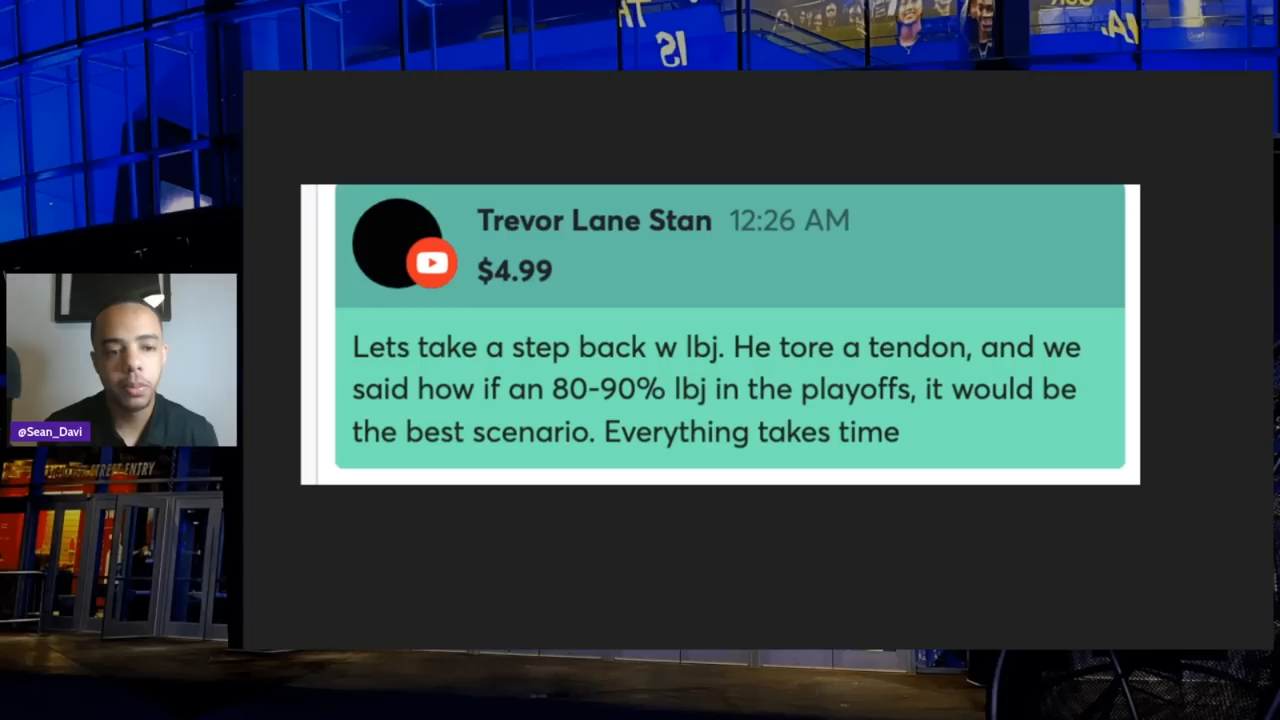 IS
Trevor Lane Stan 12:26 AM
$4.99
Lets take a step back w lbj. He tore a tendon, and we
said how if an 80-90% lbj in the playoffs, it would be
the best scenario. Everything takes time
@Sean_Davi
ENTRY